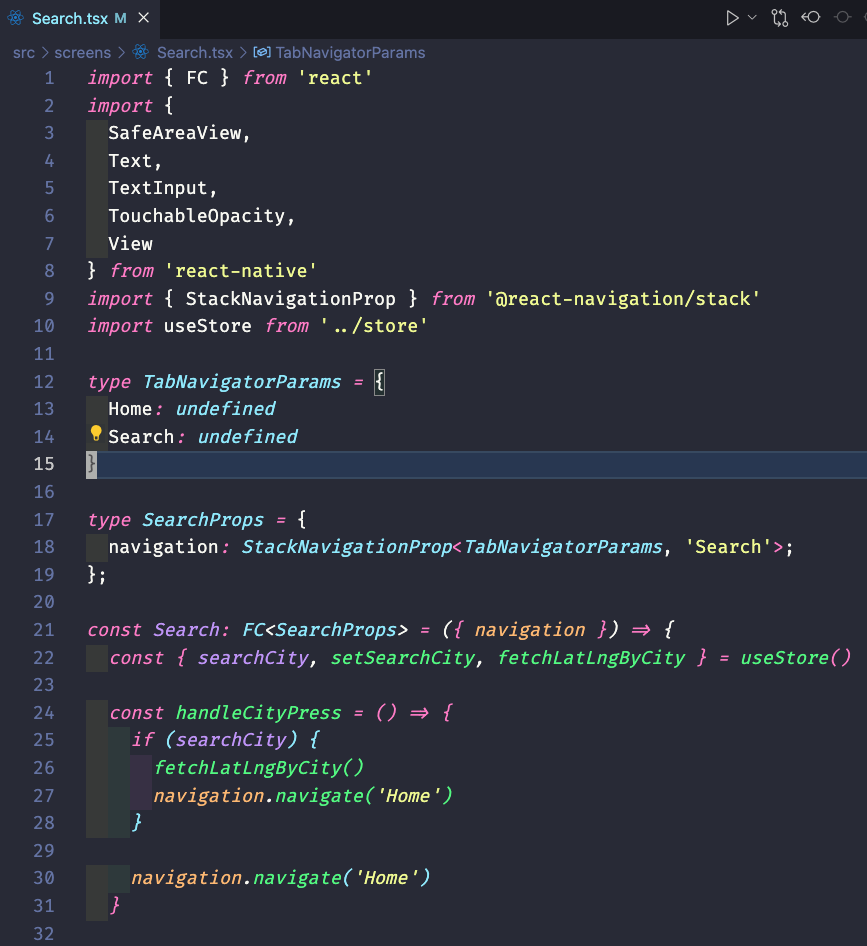 Search.tsx M
src > screens > Search.tsx > TabNavigatorParams
1 import { FC } from 'react'
2 import {
3 SafeAreaView,
4 Text,
5 TextInput,
6 TouchableOpacity,
7 View
8 } from 'react-native'
9 import { StackNavigationProp } from '@react-navigation/stack'
10 import useStore from '../store'
11
12 type TabNavigatorParams = {
13 Home: undefined
14 Search: undefined
15 }
16
17 type SearchProps = {
18 navigation: StackNavigationProp<TabNavigatorParams, 'Search'>;
19 };
20
21 const Search: FC<SearchProps> = ({ navigation }) => {
22 const { searchCity, setSearchCity, fetchLatLngByCity } = useStore()
23
24 const handleCityPress = () => {
25 if (searchCity) {
26 fetchLatLngByCity()
27 navigation.navigate('Home')
28 }
29
30 navigation.navigate('Home')
31 }
32